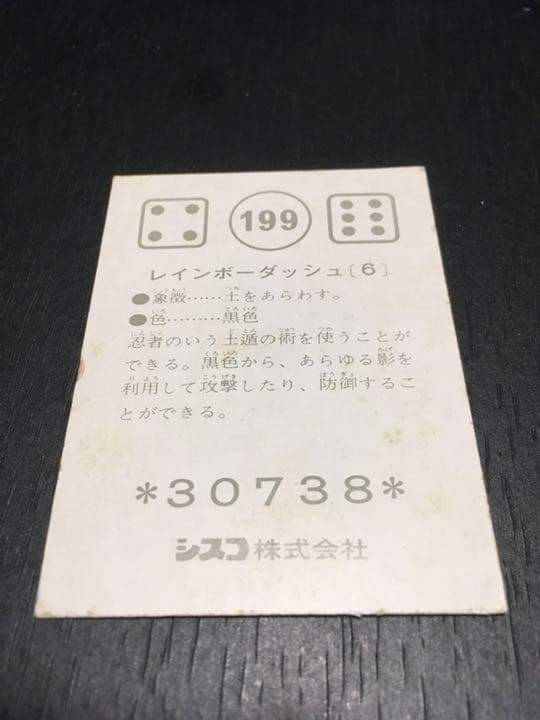 199
レインボーダッシュ〔6〕
●象徴……土をあらわす。
●色………黒色
忍者のいう土遁の術を使うことが
できる。黒色から、あらゆる影を
利用して攻撃したり、防御するこ
とができる。
*30738*
シスコ株式会社